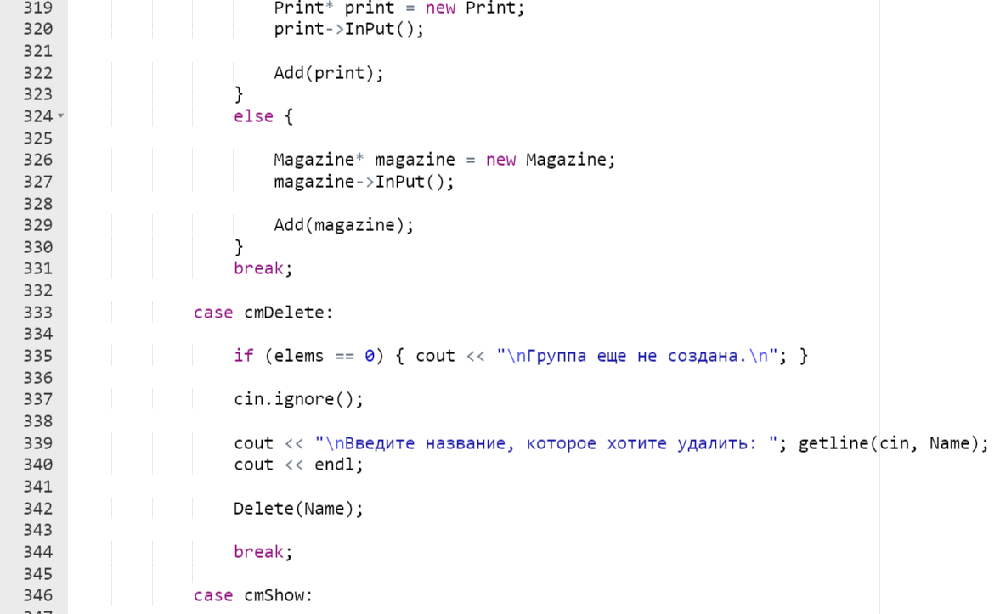 319 Print* print = new Print;
320 print->InPut();
321
322 Add(print);
323 }
324 else {
325
326 Magazine* magazine = new Magazine;
327 magazine->InPut();
328
329 Add(magazine);
330 }
331 break;
332
333 case cmDelete:
334
335 if (elems == 0) { cout << "\nГруппа еще не создана.\n"; }
336
337 cin.ignore();
338
339 cout << "\nВведите название, которое хотите удалить: "; getline(cin, Name);
340 cout << endl;
341
342 Delete(Name);
343
344 break;
345
346 case cmShow: